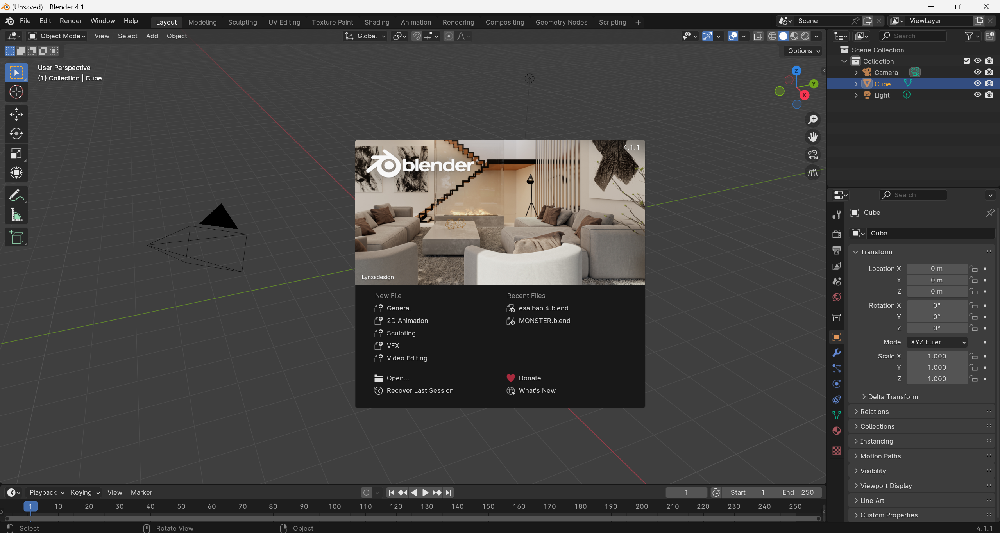 (Unsaved) - Blender 4.1
File Edit Render Window Help Layout Modeling Sculpting UV Editing Texture Paint Shading Animation Rendering Compositing Geometry Nodes Scripting + Scene ViewLayer
Object Mode View Select Add Object Global Search
Options
User Perspective
(1) Collection | Cube
Z
Y
X
Scene Collection
Collection
Camera
Cube
Light
4.1.1
blender
Lynxsdesign
New File
General
2D Animation
Sculpting
VFX
Video Editing
Open...
Recover Last Session
Recent Files
esa bab 4.blend
MONSTER.blend
Donate
What's New
Search
Cube
Cube
Transform
Location X 0 m
Y 0 m
Z 0 m
Rotation X 0°
Y 0°
Z 0°
Mode XYZ Euler
Scale X 1.000
Y 1.000
Z 1.000
Delta Transform
Relations
Collections
Instancing
Motion Paths
Visibility
Viewport Display
Line Art
Custom Properties
Playback Keying View Marker 1 Start 1 End 250
1 10 20 30 40 50 60 70 80 90 100 110 120 130 140 150 160 170 180 190 200 210 220 230 240 250
Select Rotate View Object 4.1.1